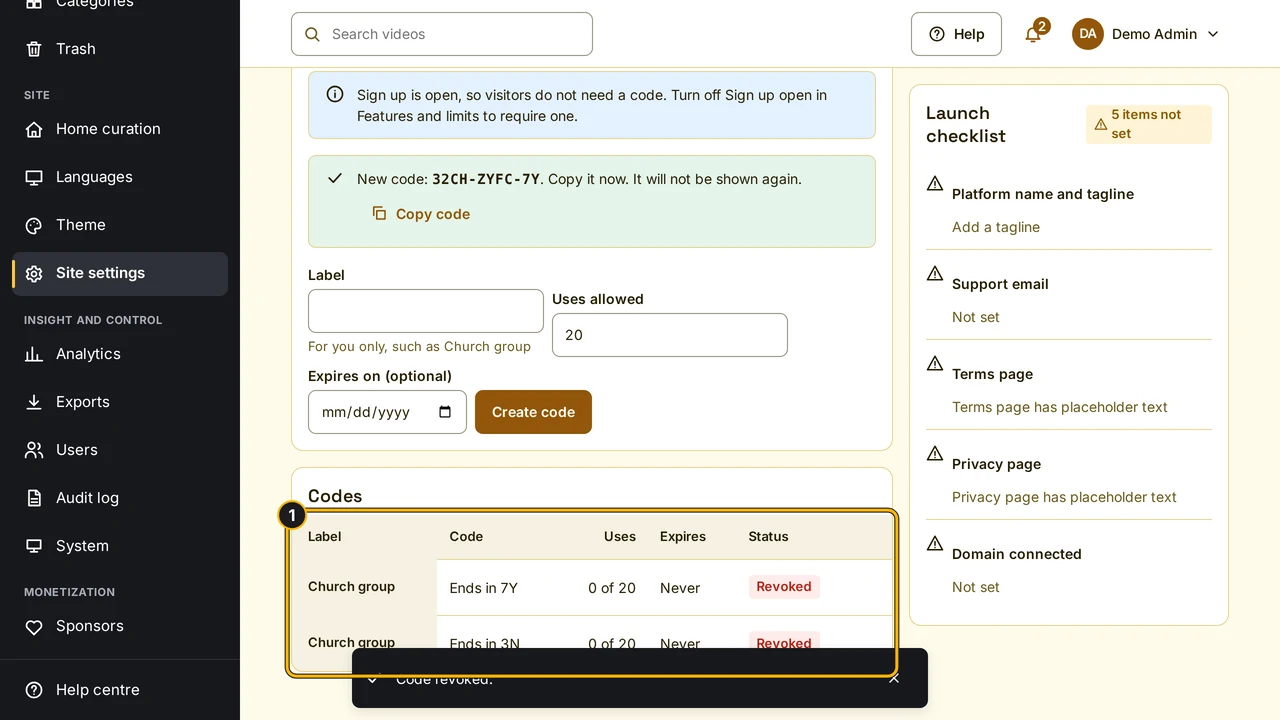 Categories
Trash
SITE
Home curation
Languages
Theme
Site settings
INSIGHT AND CONTROL
Analytics
Exports
Users
Audit log
System
MONETIZATION
Sponsors
Help centre
Search videos
Help
2
DA
Demo Admin
Sign up is open, so visitors do not need a code. Turn off Sign up open in
Features and limits to require one.
New code: 32CH-ZYFC-7Y. Copy it now. It will not be shown again.
Copy code
Label
Uses allowed
20
For you only, such as Church group
Expires on (optional)
mm/dd/yyyy
Create code
Codes
1
Label Code Uses Expires Status
Church group Ends in 7Y 0 of 20 Never Revoked
Church group Ends in 3N 0 of 20 Never Revoked
Code revoked.
Launch
checklist
5 items not
set
Platform name and tagline
Add a tagline
Support email
Not set
Terms page
Terms page has placeholder text
Privacy page
Privacy page has placeholder text
Domain connected
Not set